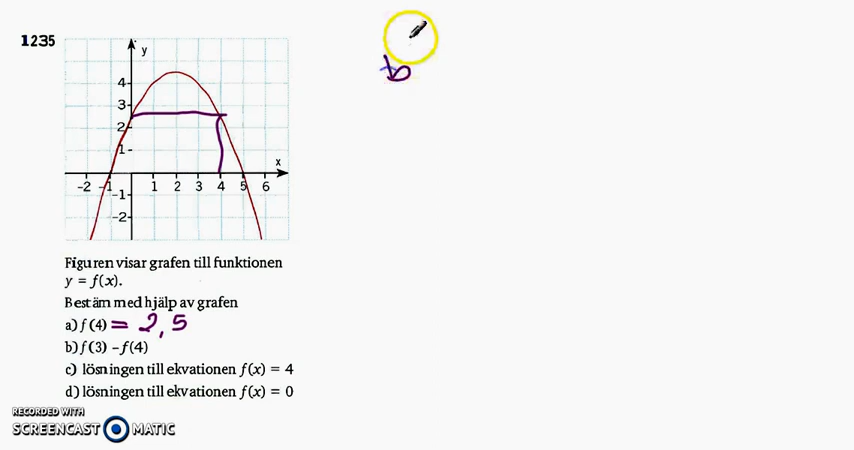 1235
y
4
3
2
1
x
-2 -1 1 2 3 4 5 6
-1
-2
b
Figuren visar grafen till funktionen
y = f(x).
Bestäm med hjälp av grafen
a) f(4) = 2,5
b) f(3) - f(4)
c) lösningen till ekvationen f(x) = 4
d) lösningen till ekvationen f(x) = 0
RECORDED WITH
SCREENCAST MATIC